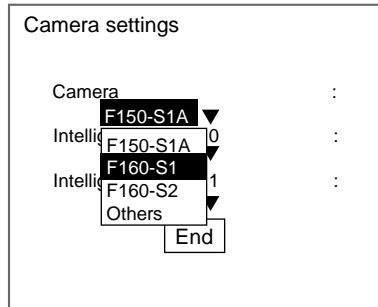 Camera settings
Camera :
F150-S1A ▼
Intellig 0 :
F150-S1A
▼
F160-S1
Intellig 1 :
F160-S2
▼
Others
End